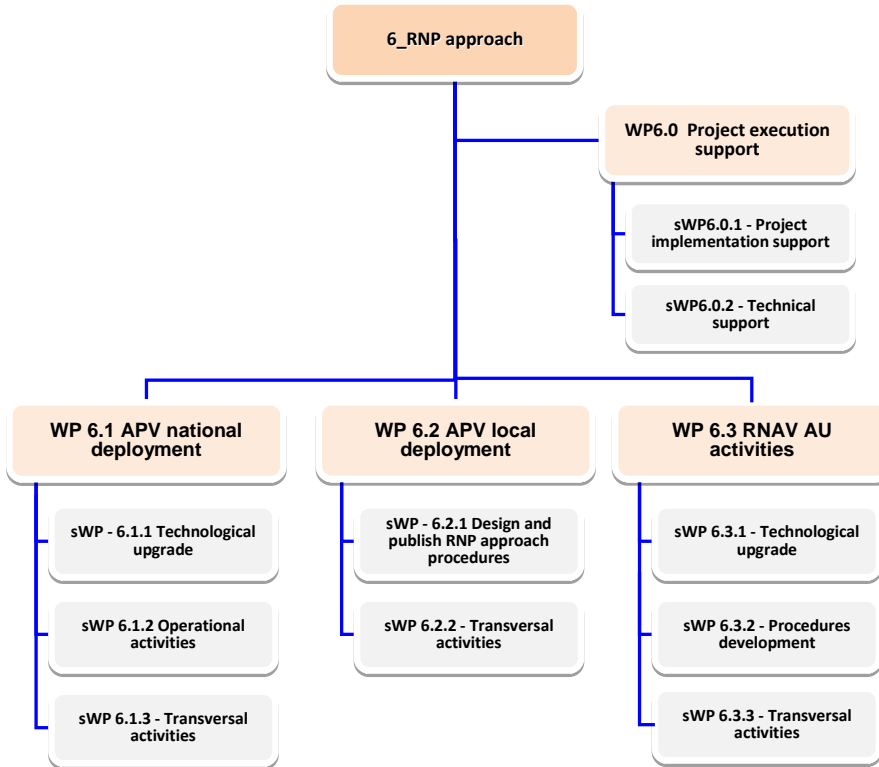 6_RNP approach
WP6.0 Project execution
support
sWP6.0.1 - Project
implementation support
sWP6.0.2 - Technical
support
WP 6.1 APV national
deployment
sWP - 6.1.1 Technological
upgrade
sWP 6.1.2 Operational
activities
sWP 6.1.3 - Transversal
activities
WP 6.2 APV local
deployment
sWP - 6.2.1 Design and
publish RNP approach
procedures
sWP 6.2.2 - Transversal
activities
WP 6.3 RNAV AU
activities
sWP 6.3.1 - Technological
upgrade
sWP 6.3.2 - Procedures
development
sWP 6.3.3 - Transversal
activities